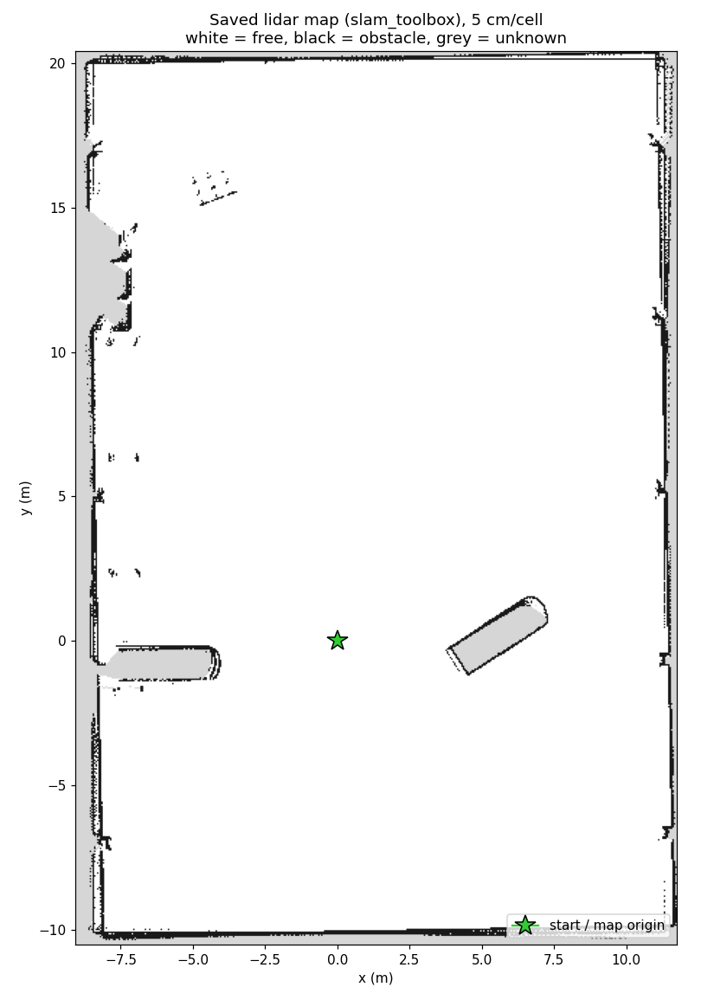 Saved lidar map (slam_toolbox), 5 cm/cell
white = free, black = obstacle, grey = unknown
20
15
10
5
0
−5
−10
y (m)
start / map origin
−7.5 −5.0 −2.5 0.0 2.5 5.0 7.5 10.0
x (m)